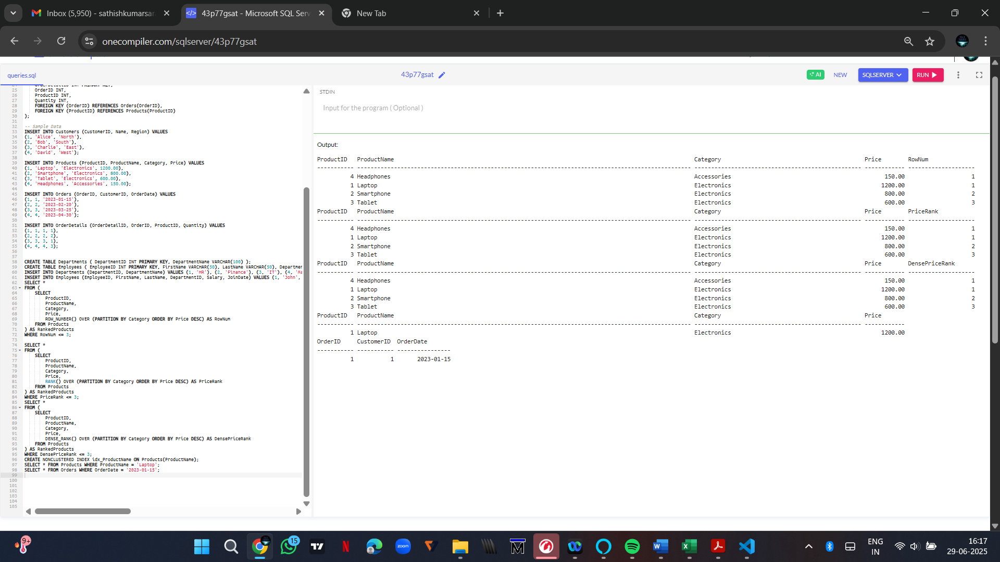 Inbox (5,950) - sathishkumarsar
43p77gsat - Microsoft SQL Serv
New Tab
onecompiler.com/sqlserver/43p77gsat
queries.sql
43p77gsat
AI
NEW
SQLSERVER
RUN
25 OrderID INT,
26 ProductID INT,
27 Quantity INT,
28 FOREIGN KEY (OrderID) REFERENCES Orders(OrderID),
29 FOREIGN KEY (ProductID) REFERENCES Products(ProductID)
30 );
31
32 -- Sample Data
33 INSERT INTO Customers (CustomerID, Name, Region) VALUES
34 (1, 'Alice', 'North'),
35 (2, 'Bob', 'South'),
36 (3, 'Charlie', 'East'),
37 (4, 'David', 'West');
38
39 INSERT INTO Products (ProductID, ProductName, Category, Price) VALUES
40 (1, 'Laptop', 'Electronics', 1200.00),
41 (2, 'Smartphone', 'Electronics', 800.00),
42 (3, 'Tablet', 'Electronics', 600.00),
43 (4, 'Headphones', 'Accessories', 150.00);
44
45 INSERT INTO Orders (OrderID, CustomerID, OrderDate) VALUES
46 (1, 1, '2023-01-15'),
47 (2, 2, '2023-02-20'),
48 (3, 3, '2023-03-25'),
49 (4, 4, '2023-04-30');
50
51 INSERT INTO OrderDetails (OrderDetailID, OrderID, ProductID, Quantity) VALUES
52 (1, 1, 1, 1),
53 (2, 2, 2, 2),
54 (3, 3, 3, 1),
55 (4, 4, 4, 3);
56
57
58 CREATE TABLE Departments ( DepartmentID INT PRIMARY KEY, DepartmentName VARCHAR(100) );
59 CREATE TABLE Employees ( EmployeeID INT PRIMARY KEY, FirstName VARCHAR(50), LastName VARCHAR(50), Departmen
60 INSERT INTO Departments (DepartmentID, DepartmentName) VALUES (1, 'HR'), (2, 'Finance'), (3, 'IT'), (4, 'Ma
61 INSERT INTO Employees (EmployeeID, FirstName, LastName, DepartmentID, Salary, JoinDate) VALUES (1, 'John',
62 SELECT *
63 FROM (
64 SELECT
65 ProductID,
66 ProductName,
67 Category,
68 Price,
69 ROW_NUMBER() OVER (PARTITION BY Category ORDER BY Price DESC) AS RowNum
70 FROM Products
71 ) AS RankedProducts
72 WHERE RowNum <= 3;
73
74 SELECT *
75 FROM (
76 SELECT
77 ProductID,
78 ProductName,
79 Category,
80 Price,
81 RANK() OVER (PARTITION BY Category ORDER BY Price DESC) AS PriceRank
82 FROM Products
83 ) AS RankedProducts
84 WHERE PriceRank <= 3;
85 SELECT *
86 FROM (
87 SELECT
88 ProductID,
89 ProductName,
90 Category,
91 Price,
92 DENSE_RANK() OVER (PARTITION BY Category ORDER BY Price DESC) AS DensePriceRank
93 FROM Products
94 ) AS RankedProducts
95 WHERE DensePriceRank <= 3;
96 CREATE NONCLUSTERED INDEX idx_ProductName ON Products(ProductName);
97 SELECT * FROM Products WHERE ProductName = 'Laptop';
98 SELECT * FROM Orders WHERE OrderDate = '2023-01-15';
99
100
101
102
103
104
105
STDIN
Input for the program ( Optional )
Output:
ProductID ProductName Category Price RowNum
4 Headphones Accessories 150.00 1
1 Laptop Electronics 1200.00 1
2 Smartphone Electronics 800.00 2
3 Tablet Electronics 600.00 3
ProductID ProductName Category Price PriceRank
4 Headphones Accessories 150.00 1
1 Laptop Electronics 1200.00 1
2 Smartphone Electronics 800.00 2
3 Tablet Electronics 600.00 3
ProductID ProductName Category Price DensePriceRank
4 Headphones Accessories 150.00 1
1 Laptop Electronics 1200.00 1
2 Smartphone Electronics 800.00 2
3 Tablet Electronics 600.00 3
ProductID ProductName Category Price
1 Laptop Electronics 1200.00
OrderID CustomerID OrderDate
1 1 2023-01-15
9+
15
zoom
ENG
IN
16:17
29-06-2025